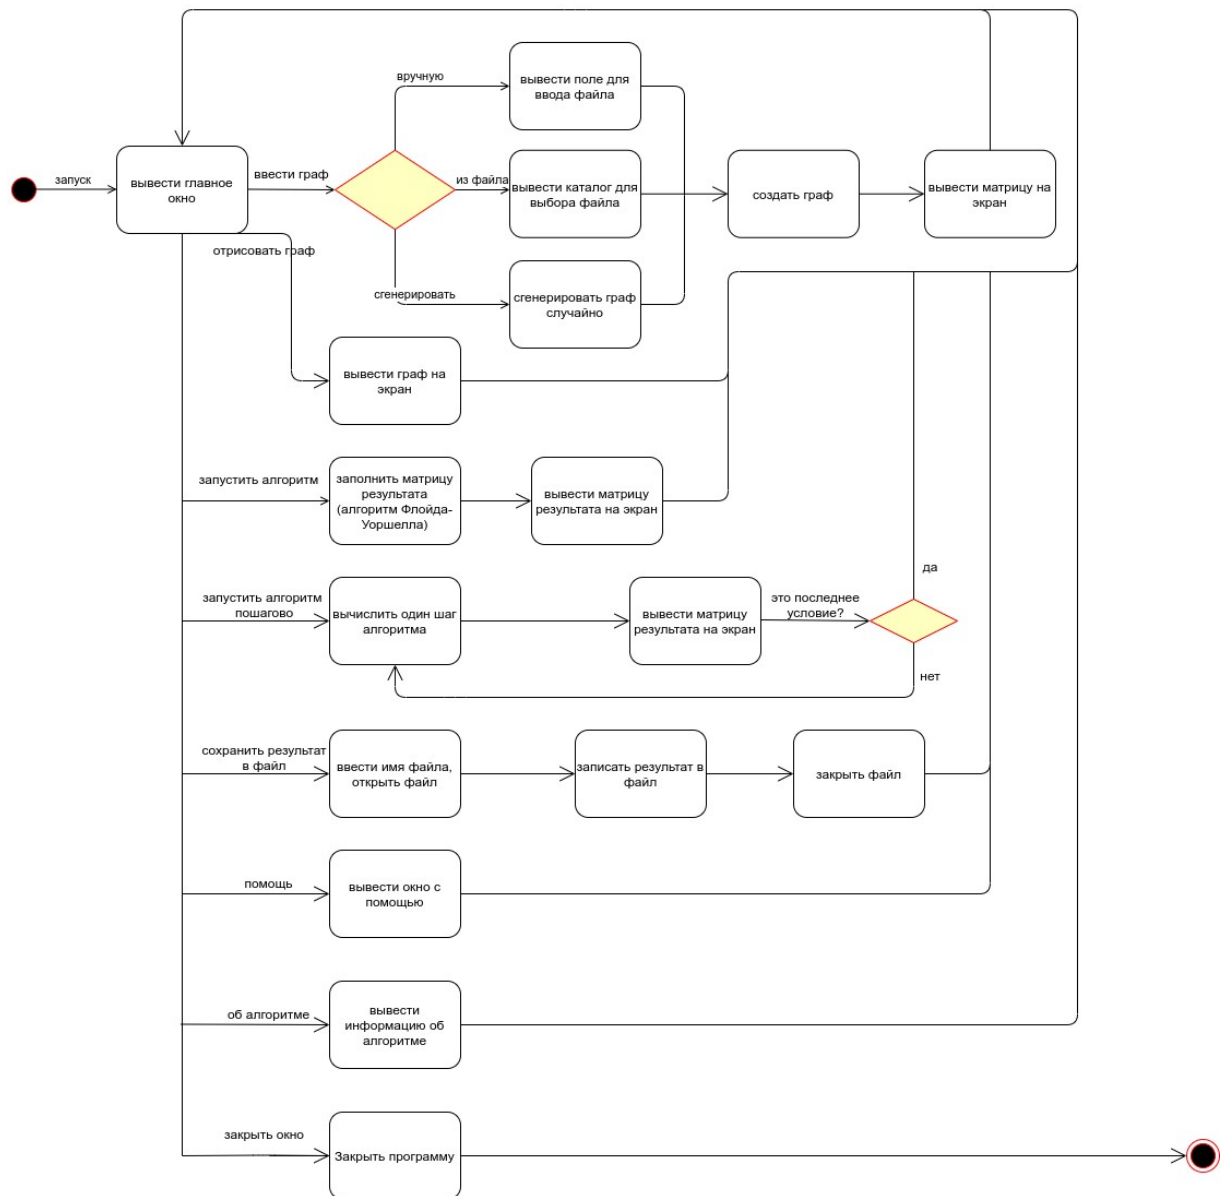 вручную
вывести поле для
ввода файла
запуск
вывести главное
окно
ввести граф
из файла
вывести каталог для
выбора файла
создать граф
вывести матрицу на
экран
отрисовать граф
сгенерировать
сгенерировать граф
случайно
вывести граф на
экран
запустить алгоритм
заполнить матрицу
результата
(алгоритм Флойда-
Уоршелла)
вывести матрицу
результата на экран
да
запустить алгоритм
пошагово
вычислить один шаг
алгоритма
вывести матрицу
результата на экран
это последнее
условие?
нет
сохранить результат
в файл
ввести имя файла,
открыть файл
записать результат в
файл
закрыть файл
помощь
вывести окно с
помощью
об алгоритме
вывести
информацию об
алгоритме
закрыть окно
Закрыть программу